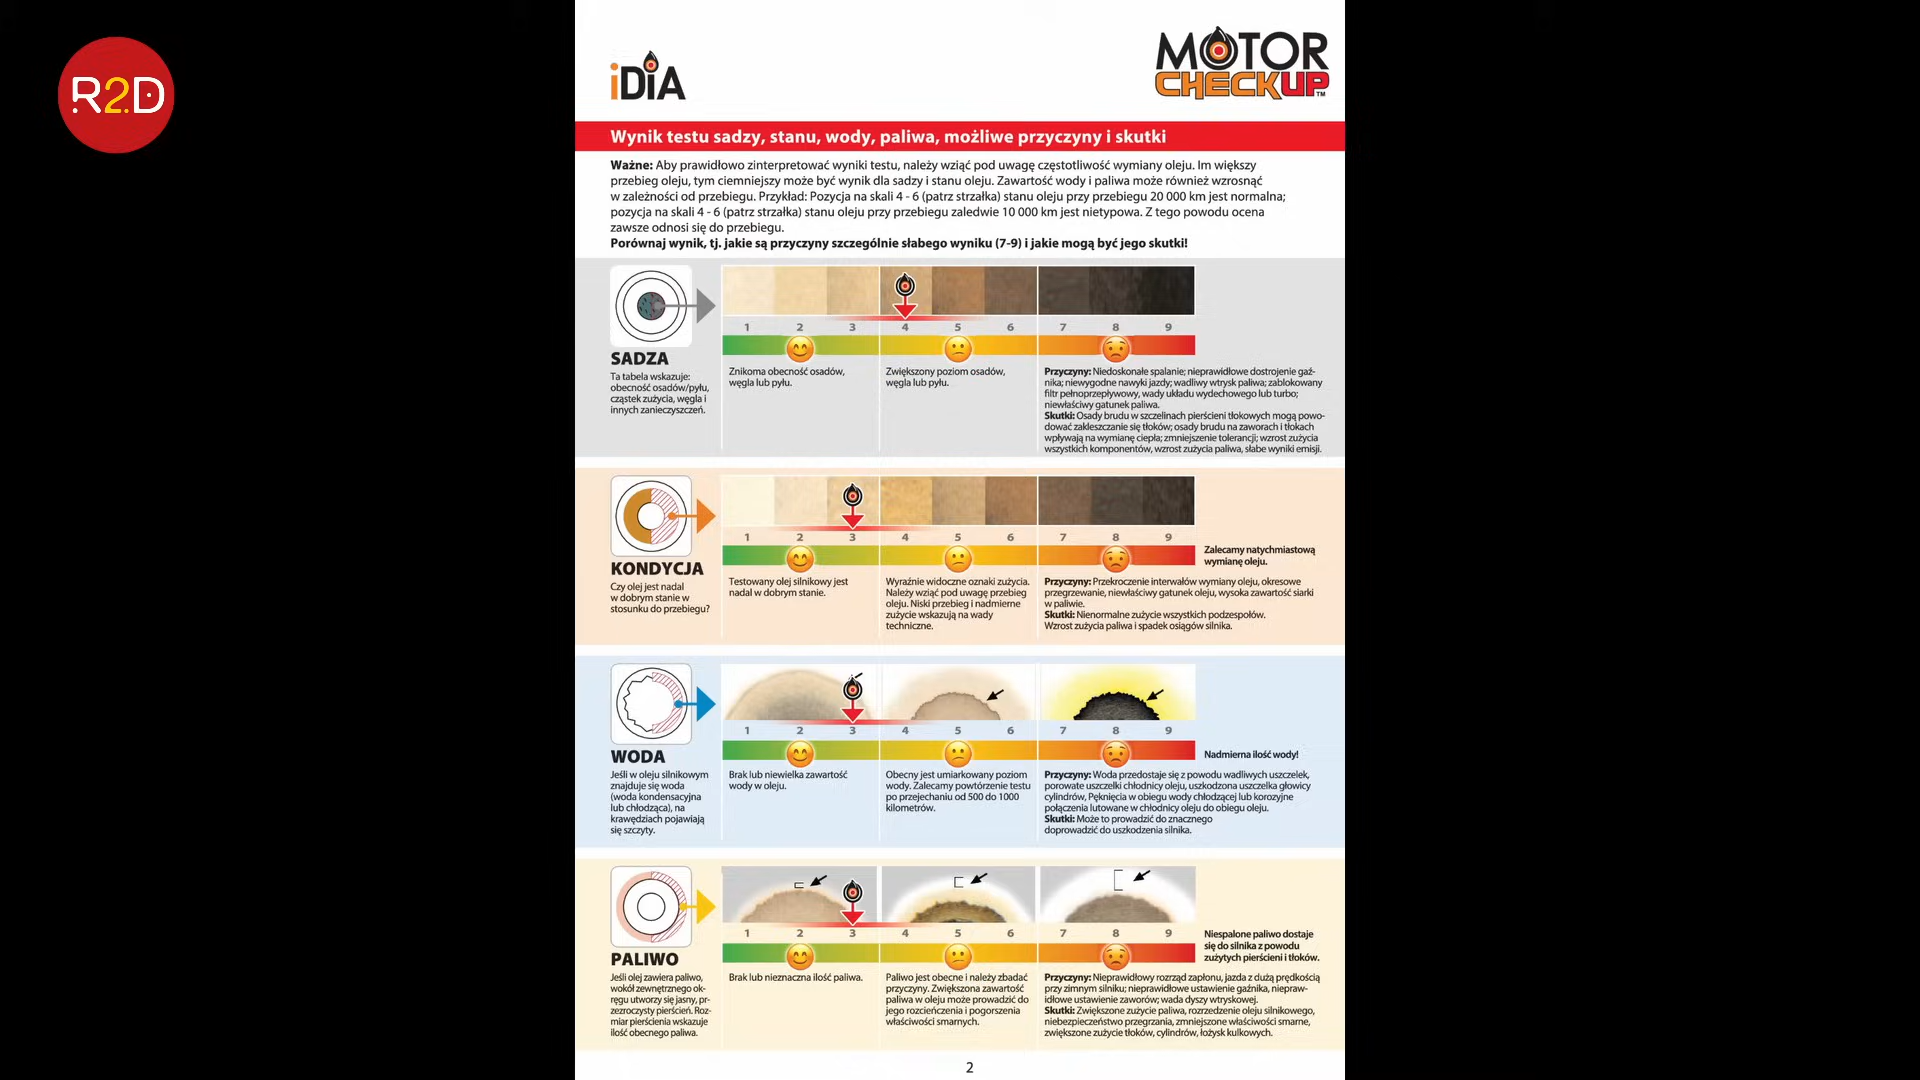 R2D
iDiA
MOTOR
CHECKUP™
Wynik testu sadzy, stanu, wody, paliwa, możliwe przyczyny i skutki
Ważne: Aby prawidłowo zinterpretować wyniki testu, należy wziąć pod uwagę częstotliwość wymiany oleju. Im większy
przebieg oleju, tym ciemniejszy może być wynik dla sadzy i stanu oleju. Zawartość wody i paliwa może również wzrosnąć
w zależności od przebiegu. Przykład: Pozycja na skali 4 - 6 (patrz strzałka) stanu oleju przy przebiegu 20 000 km jest normalna;
pozycja na skali 4 - 6 (patrz strzałka) stanu oleju przy przebiegu zaledwie 10 000 km jest nietypowa. Z tego powodu ocena
zawsze odnosi się do przebiegu.
Porównaj wynik, tj. jakie są przyczyny szczególnie słabego wyniku (7-9) i jakie mogą być jego skutki!
SADZA
Ta tabela wskazuje:
obecność osadów/pyłu,
cząstek zużycia, węgla i
innych zanieczyszczeń.
1 2 3 4 5 6 7 8 9
Znikoma obecność osadów,
węgla lub pyłu.
Zwiększony poziom osadów,
węgla lub pyłu.
Przyczyny: Niedoskonałe spalanie; nieprawidłowe dostrojenie gaź-
nika; niewygodne nawyki jazdy; wadliwy wtrysk paliwa; zablokowany
filtr pełnoprzepływowy, wady układu wydechowego lub turbo;
niewłaściwy gatunek paliwa.
Skutki: Osady brudu w szczelinach pierścieni tłokowych mogą powo-
dować zakleszczanie się tłoków; osady brudu na zaworach i tłokach
wpływają na wymianę ciepła; zmniejszenie tolerancji; wzrost zużycia
wszystkich komponentów, wzrost zużycia paliwa, słabe wyniki emisji.
KONDYCJA
Czy olej jest nadal
w dobrym stanie w
stosunku do przebiegu?
1 2 3 4 5 6 7 8 9
Testowany olej silnikowy jest
nadal w dobrym stanie.
Wyraźnie widoczne oznaki zużycia.
Należy wziąć pod uwagę przebieg
oleju. Niski przebieg i nadmierne
zużycie wskazują na wady
techniczne.
Zalecamy natychmiastową
wymianę oleju.
Przyczyny: Przekroczenie interwałów wymiany oleju, okresowe
przegrzewanie, niewłaściwy gatunek oleju, wysoka zawartość siarki
w paliwie.
Skutki: Nienormalne zużycie wszystkich podzespołów.
Wzrost zużycia paliwa i spadek osiągów silnika.
WODA
Jeśli w oleju silnikowym
znajduje się woda
(woda kondensacyjna
lub chłodząca), na
krawędziach pojawiają
się szczyty.
1 2 3 4 5 6 7 8 9
Brak lub niewielka zawartość
wody w oleju.
Obecny jest umiarkowany poziom
wody. Zalecamy powtórzenie testu
po przejechaniu od 500 do 1000
kilometrów.
Nadmierna ilość wody!
Przyczyny: Woda przedostaje się z powodu wadliwych uszczelek,
porowate uszczelki chłodnicy oleju, uszkodzona uszczelka głowicy
cylindrów, Pęknięcia w obiegu wody chłodzącej lub korozyjne
połączenia lutowane w chłodnicy oleju do obiegu oleju.
Skutki: Może to prowadzić do znacznego
doprowadzić do uszkodzenia silnika.
PALIWO
Jeśli olej zawiera paliwo,
wokół zewnętrznego ok-
ręgu utworzy się jasny, pr-
zezroczysty pierścień. Roz-
miar pierścienia wskazuje
ilość obecnego paliwa.
1 2 3 4 5 6 7 8 9
Brak lub nieznaczna ilość paliwa.
Paliwo jest obecne i należy zbadać
przyczyny. Zwiększona zawartość
paliwa w oleju może prowadzić do
jego rozcieńczenia i pogorszenia
właściwości smarnych.
Niespalone paliwo dostaje
się do silnika z powodu
zużytych pierścieni i tłoków.
Przyczyny: Nieprawidłowy rozrząd zapłonu, jazda z dużą prędkością
przy zimnym silniku; nieprawidłowe ustawienie gaźnika, niepraw-
idłowe ustawienie zaworów; wada dyszy wtryskowej.
Skutki: Zwiększone zużycie paliwa, rozrzedzenie oleju silnikowego,
niebezpieczeństwo przegrzania, zmniejszone właściwości smarne,
zwiększone zużycie tłoków, cylindrów, łożysk kulkowych.
2